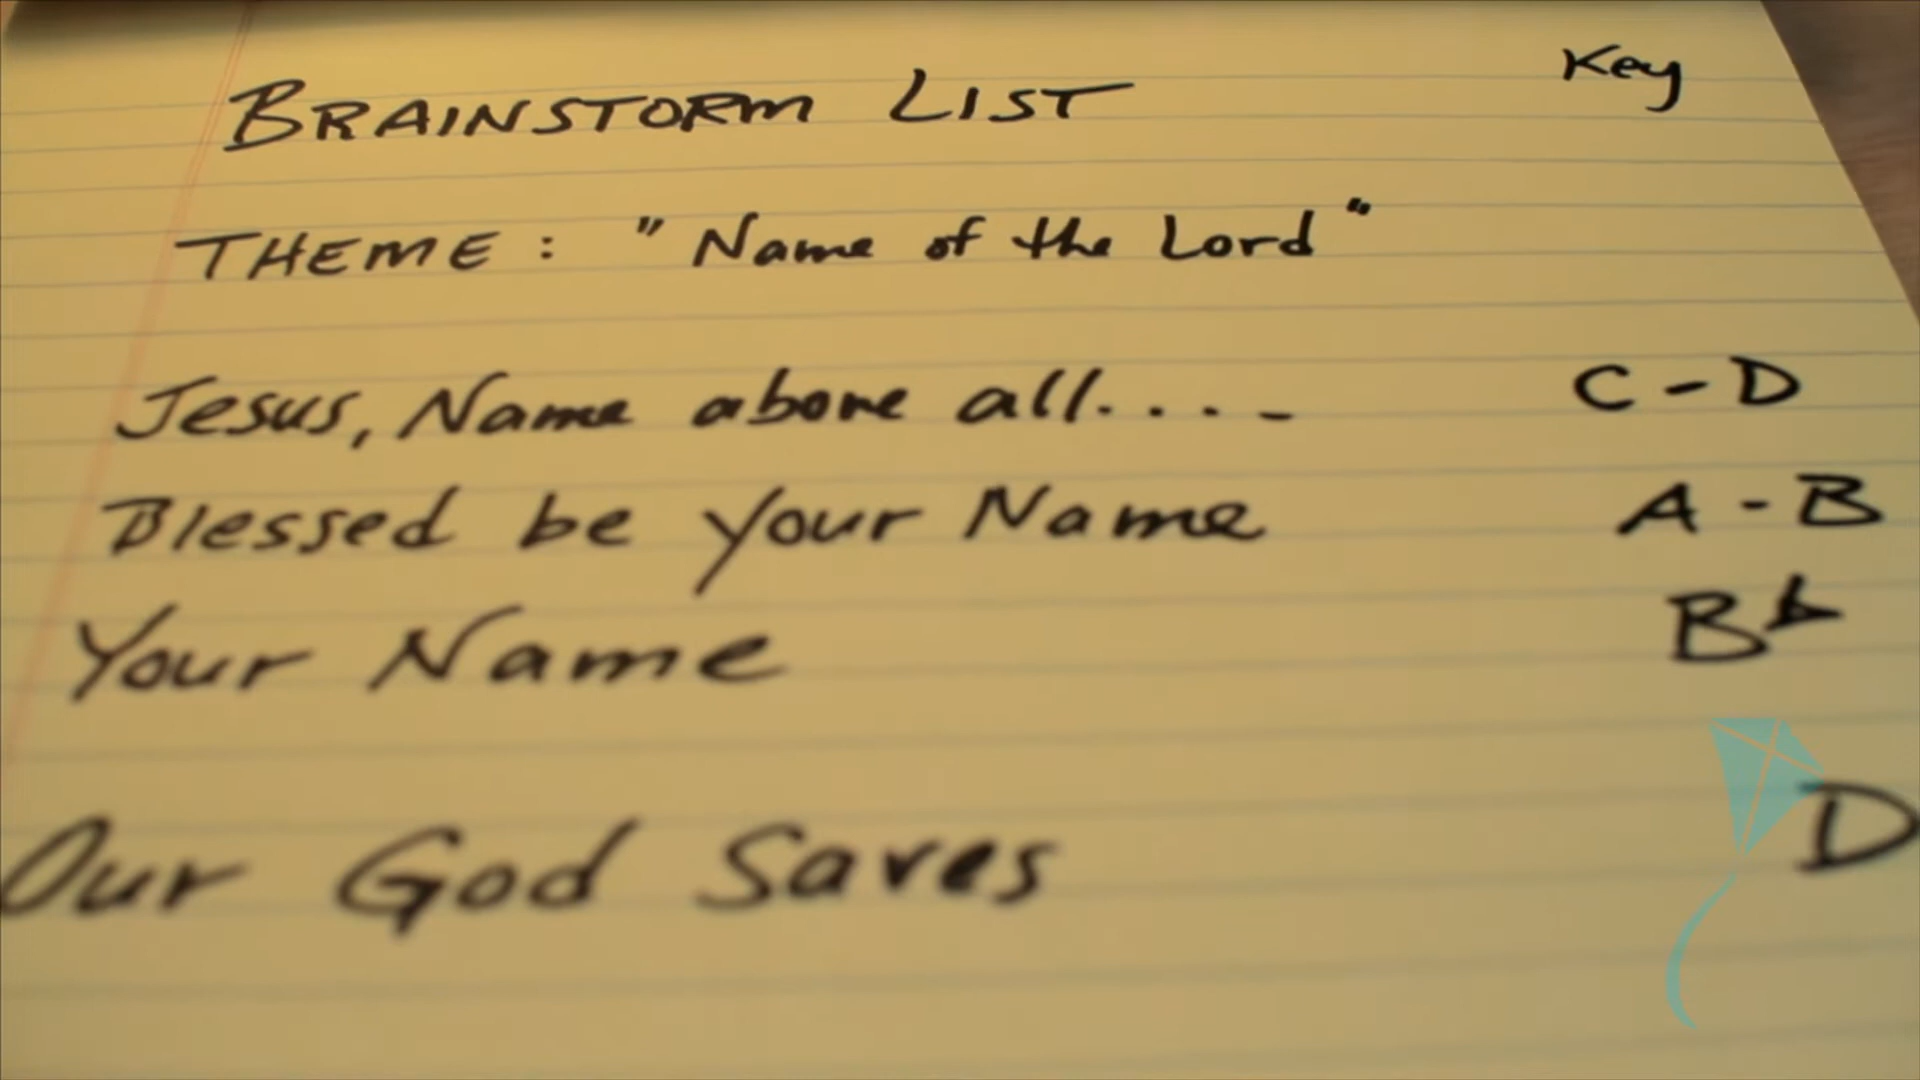 BRAINSTORM LIST Key
THEME: "Name of the Lord"
Jesus, Name above all.... - C - D
Blessed be your Name A - B
Your Name B♭
Our God Saves D